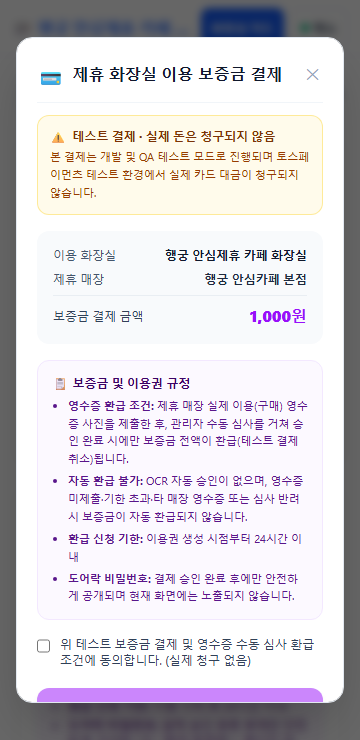 제휴 화장실 이용 보증금 결제
테스트 결제 · 실제 돈은 청구되지 않음
본 결제는 개발 및 QA 테스트 모드로 진행되며 토스페
이먼츠 테스트 환경에서 실제 카드 대금이 청구되지
않습니다.
이용 화장실 행궁 안심제휴 카페 화장실
제휴 매장 행궁 안심카페 본점
보증금 결제 금액 1,000원
보증금 및 이용권 규정
• 영수증 환급 조건: 제휴 매장 실제 이용(구매) 영수
증 사진을 제출한 후, 관리자 수동 심사를 거쳐 승
인 완료 시에만 보증금 전액이 환급(테스트 결제
취소)됩니다.
• 자동 환급 불가: OCR 자동 승인이 없으며, 영수증
미제출·기한 초과·타 매장 영수증 또는 심사 반려
시 보증금이 자동 환급되지 않습니다.
• 환급 신청 기한: 이용권 생성 시점부터 24시간 이
내
• 도어락 비밀번호: 결제 승인 완료 후에만 안전하
게 공개되며 현재 화면에는 노출되지 않습니다.
위 테스트 보증금 결제 및 영수증 수동 심사 환급
조건에 동의합니다. (실제 청구 없음)